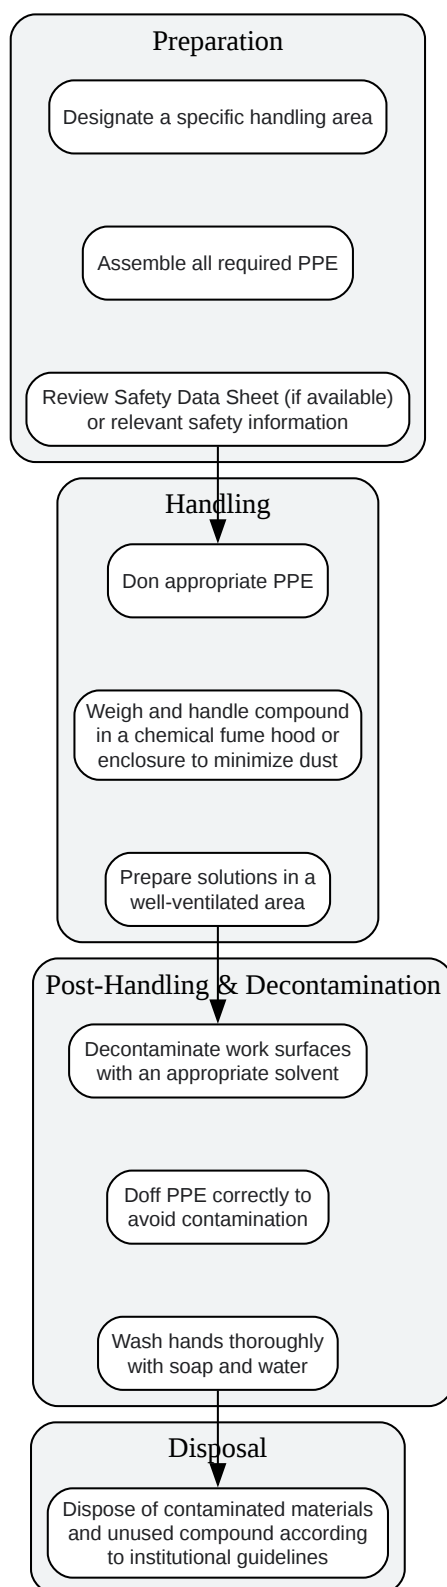 Preparation
Designate a specific handling area
Assemble all required PPE
Review Safety Data Sheet (if available)
or relevant safety information
Handling
Don appropriate PPE
Weigh and handle compound
in a chemical fume hood or
enclosure to minimize dust
Prepare solutions in a
well-ventilated area
Post-Handling & Decontamination
Decontaminate work surfaces
with an appropriate solvent
Doff PPE correctly to
avoid contamination
Wash hands thoroughly
with soap and water
Disposal
Dispose of contaminated materials
and unused compound according
to institutional guidelines